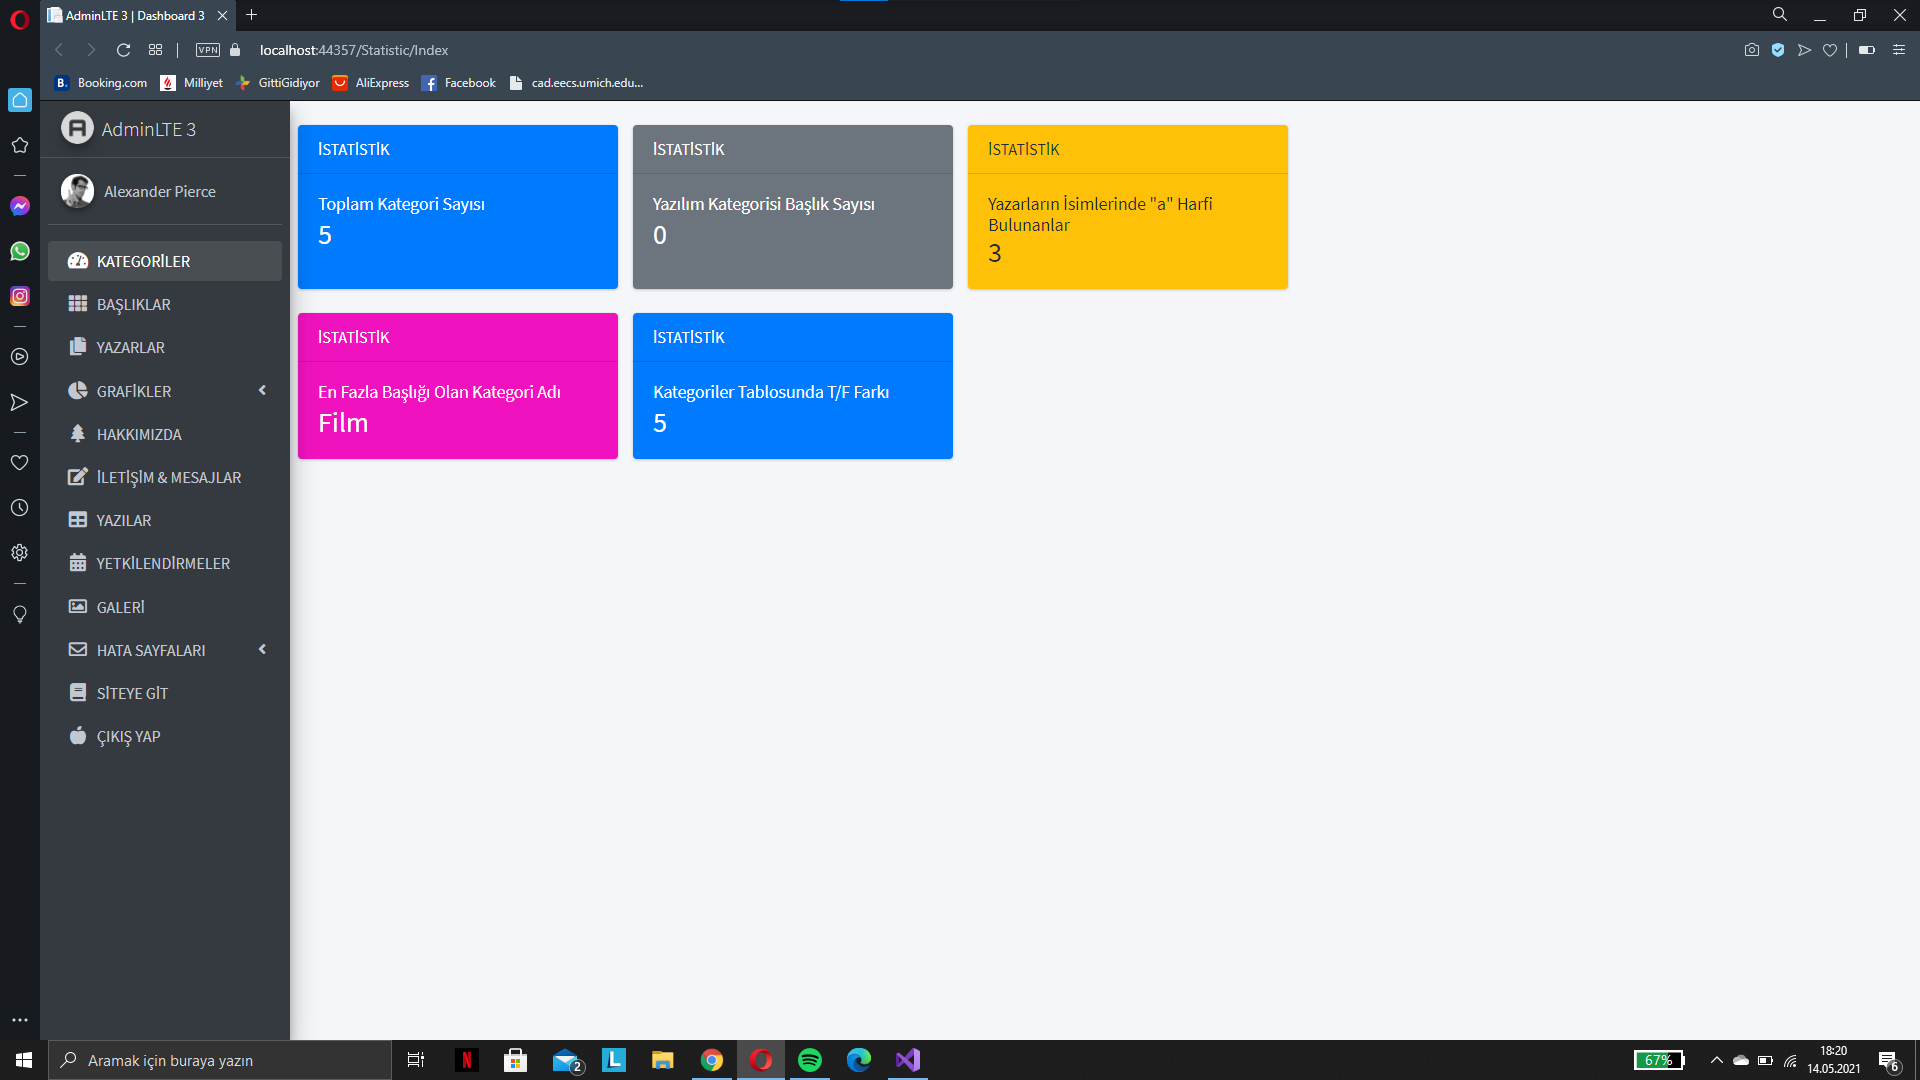 AdminLTE 3 | Dashboard 3
VPN
localhost:44357/Statistic/Index
B. Booking.com Milliyet GittiGidiyor AliExpress Facebook cad.eecs.umich.edu...
AdminLTE 3
Alexander Pierce
KATEGORİLER
BAŞLIKLAR
YAZARLAR
GRAFİKLER
HAKKIMIZDA
İLETİŞİM & MESAJLAR
YAZILAR
YETKİLENDİRMELER
GALERİ
HATA SAYFALARI
SİTEYE GİT
ÇIKIŞ YAP
İSTATİSTİK
Toplam Kategori Sayısı
5
İSTATİSTİK
Yazılım Kategorisi Başlık Sayısı
0
İSTATİSTİK
Yazarların İsimlerinde "a" Harfi
Bulunanlar
3
İSTATİSTİK
En Fazla Başlığı Olan Kategori Adı
Film
İSTATİSTİK
Kategoriler Tablosunda T/F Farkı
5
Aramak için buraya yazın
N
2
L
67%
18:20
14.05.2021
6